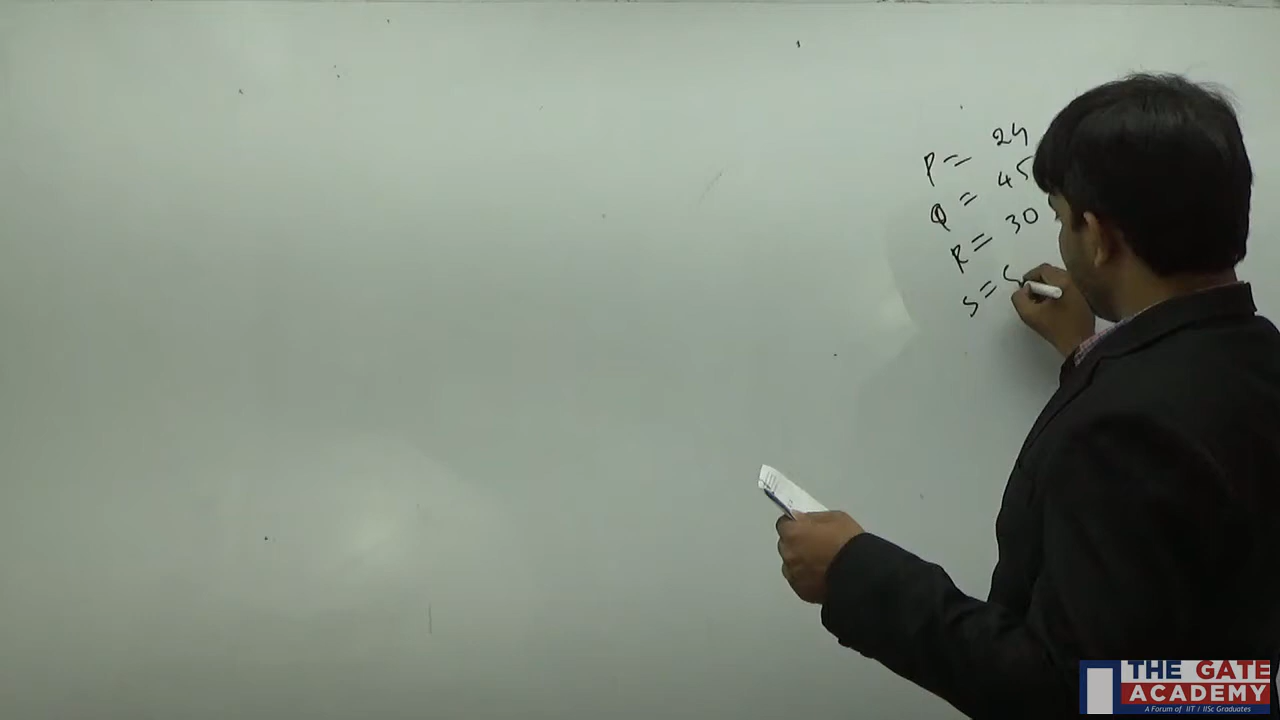 P = 24
Q = 45
R = 30
S =
THE GATE
ACADEMY
A Forum of IIT / IISc Graduates